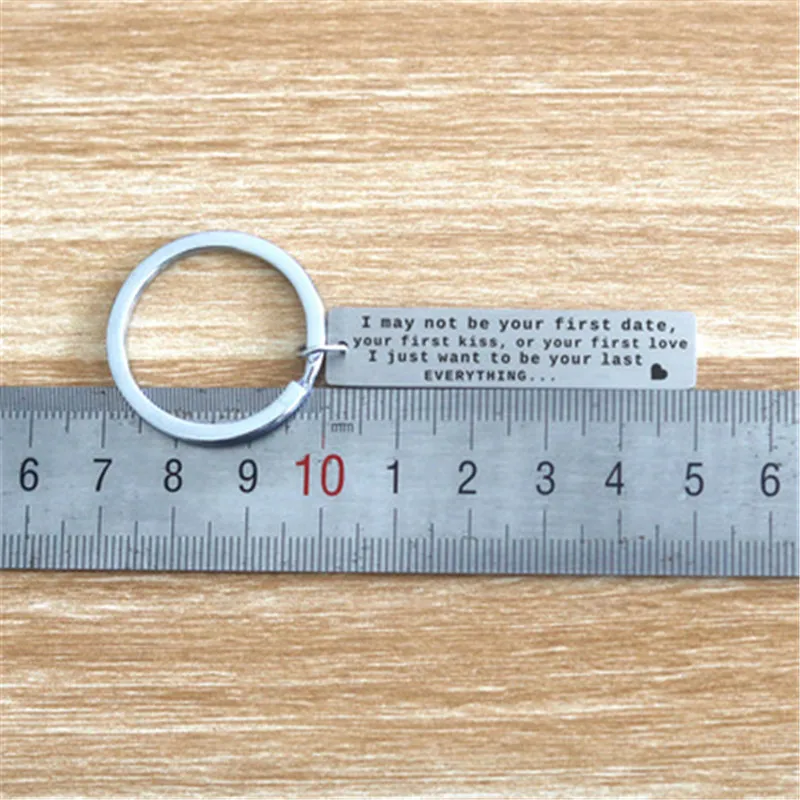 I may not be your first date,
your first kiss, or your first love
I just want to be your last
EVERYTHING...
mm
6 7 8 9 10 1 2 3 4 5 6